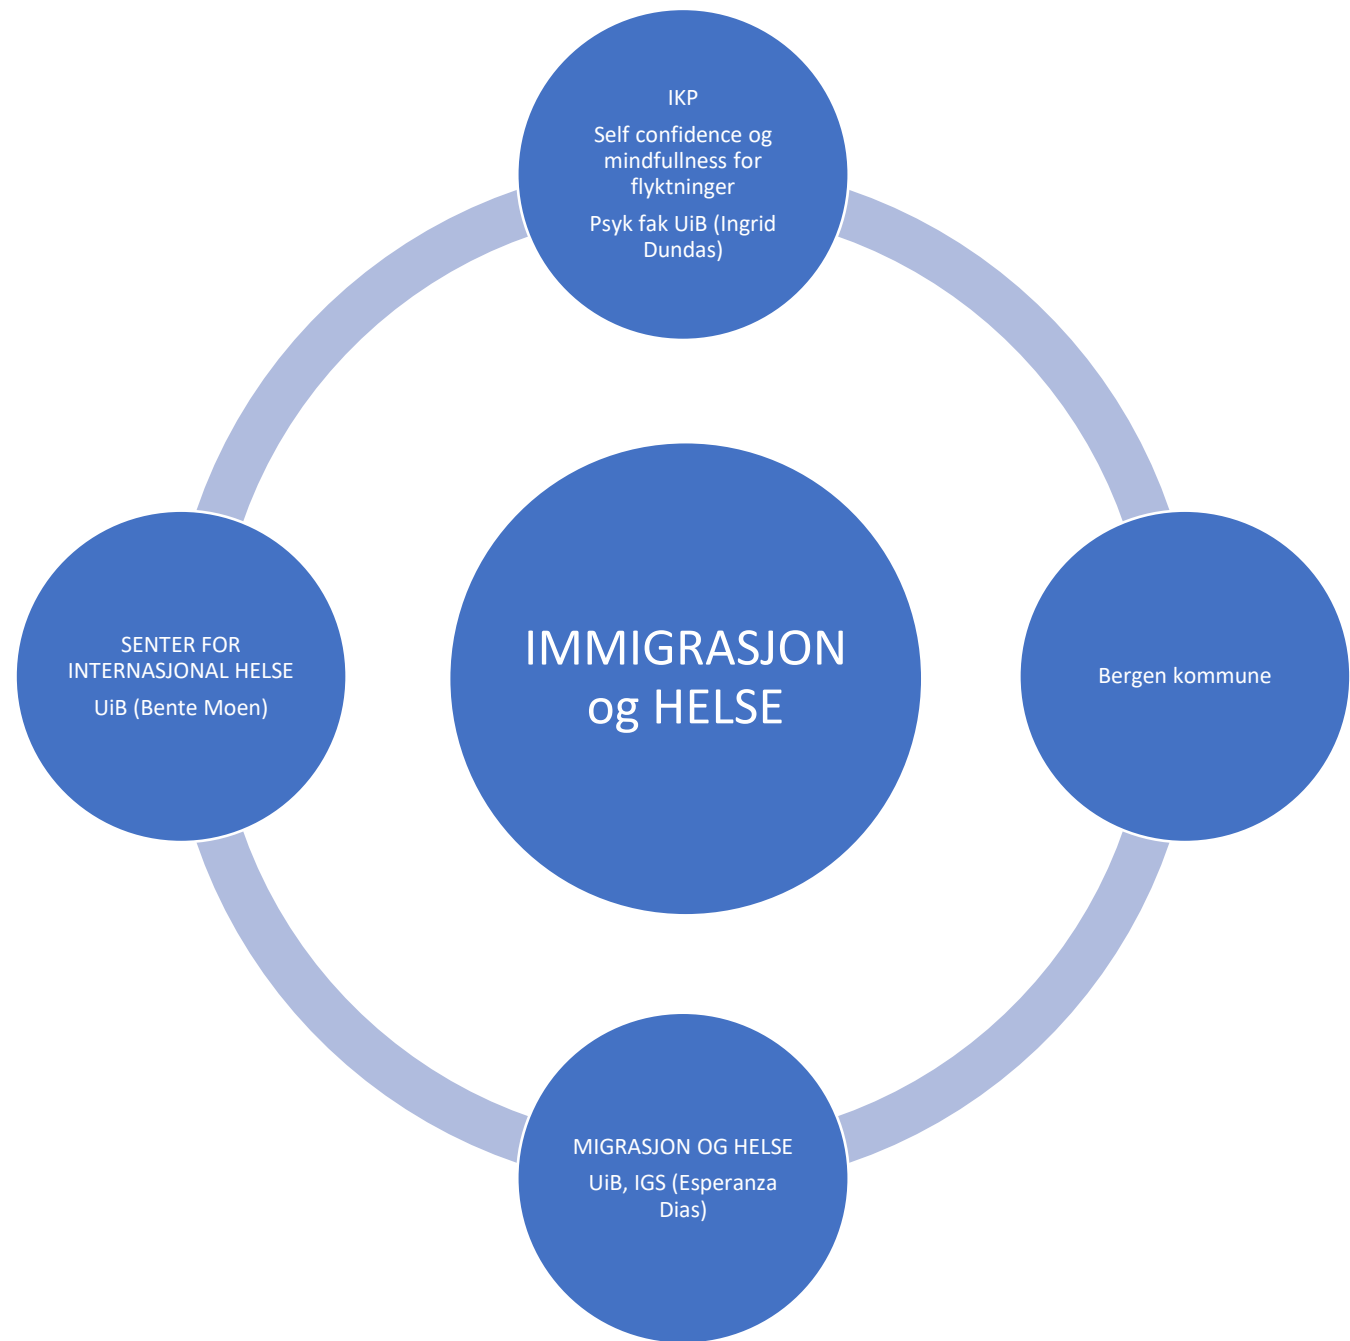 IKP
Self confidence og
mindfullness for
flyktninger
Psyk fak UiB (Ingrid
Dundas)
SENTER FOR
INTERNASJONAL HELSE
UiB (Bente Moen)
IMMIGRASJON
og HELSE
Bergen kommune
MIGRASJON OG HELSE
UiB, IGS (Esperanza
Dias)